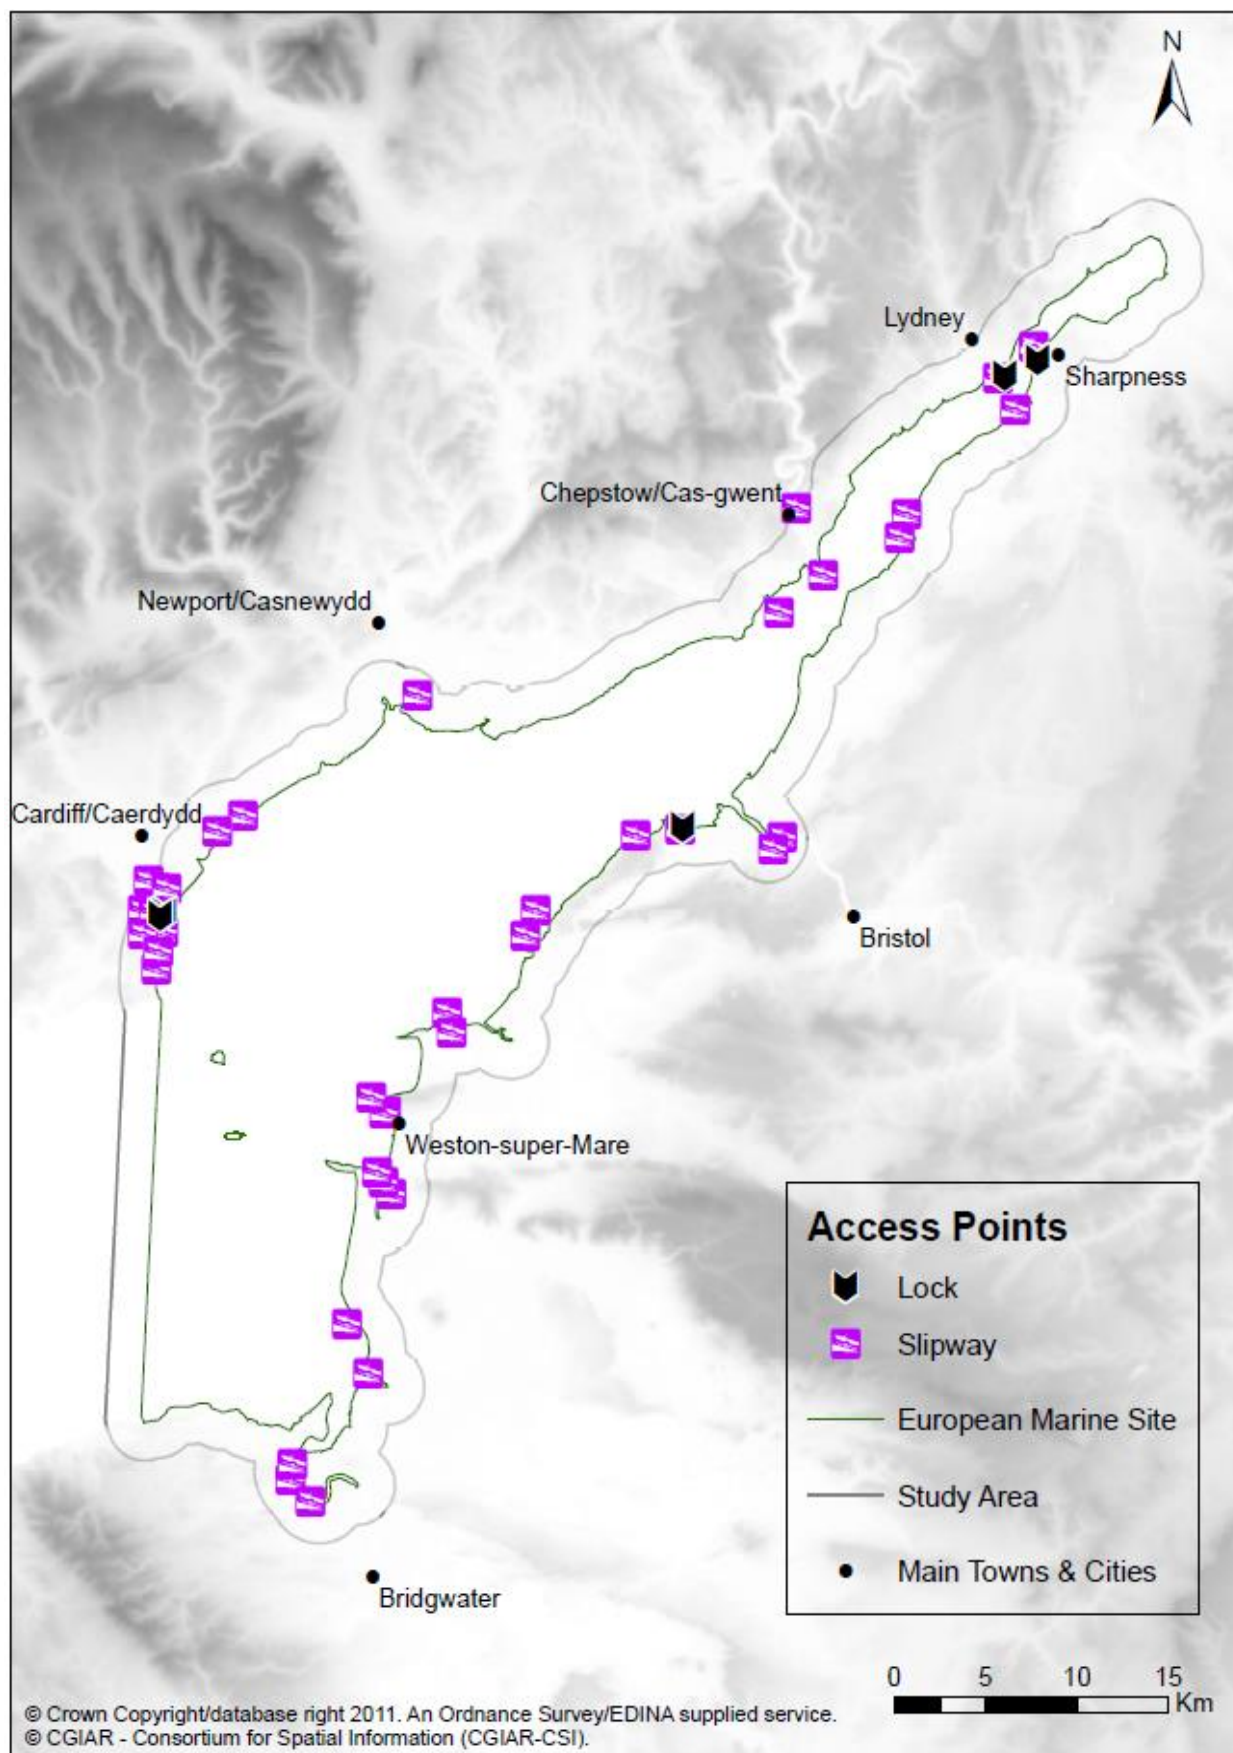 N
Lydney
Sharpness
Chepstow/Cas-gwent
Newport/Casnewydd
Cardiff/Caerdydd
Bristol
Weston-super-Mare
Access Points
Lock
Slipway
European Marine Site
Study Area
Main Towns & Cities
Bridgwater
0 5 10 15
Km
© Crown Copyright/database right 2011. An Ordnance Survey/EDINA supplied service.
© CGIAR - Consortium for Spatial Information (CGIAR-CSI).